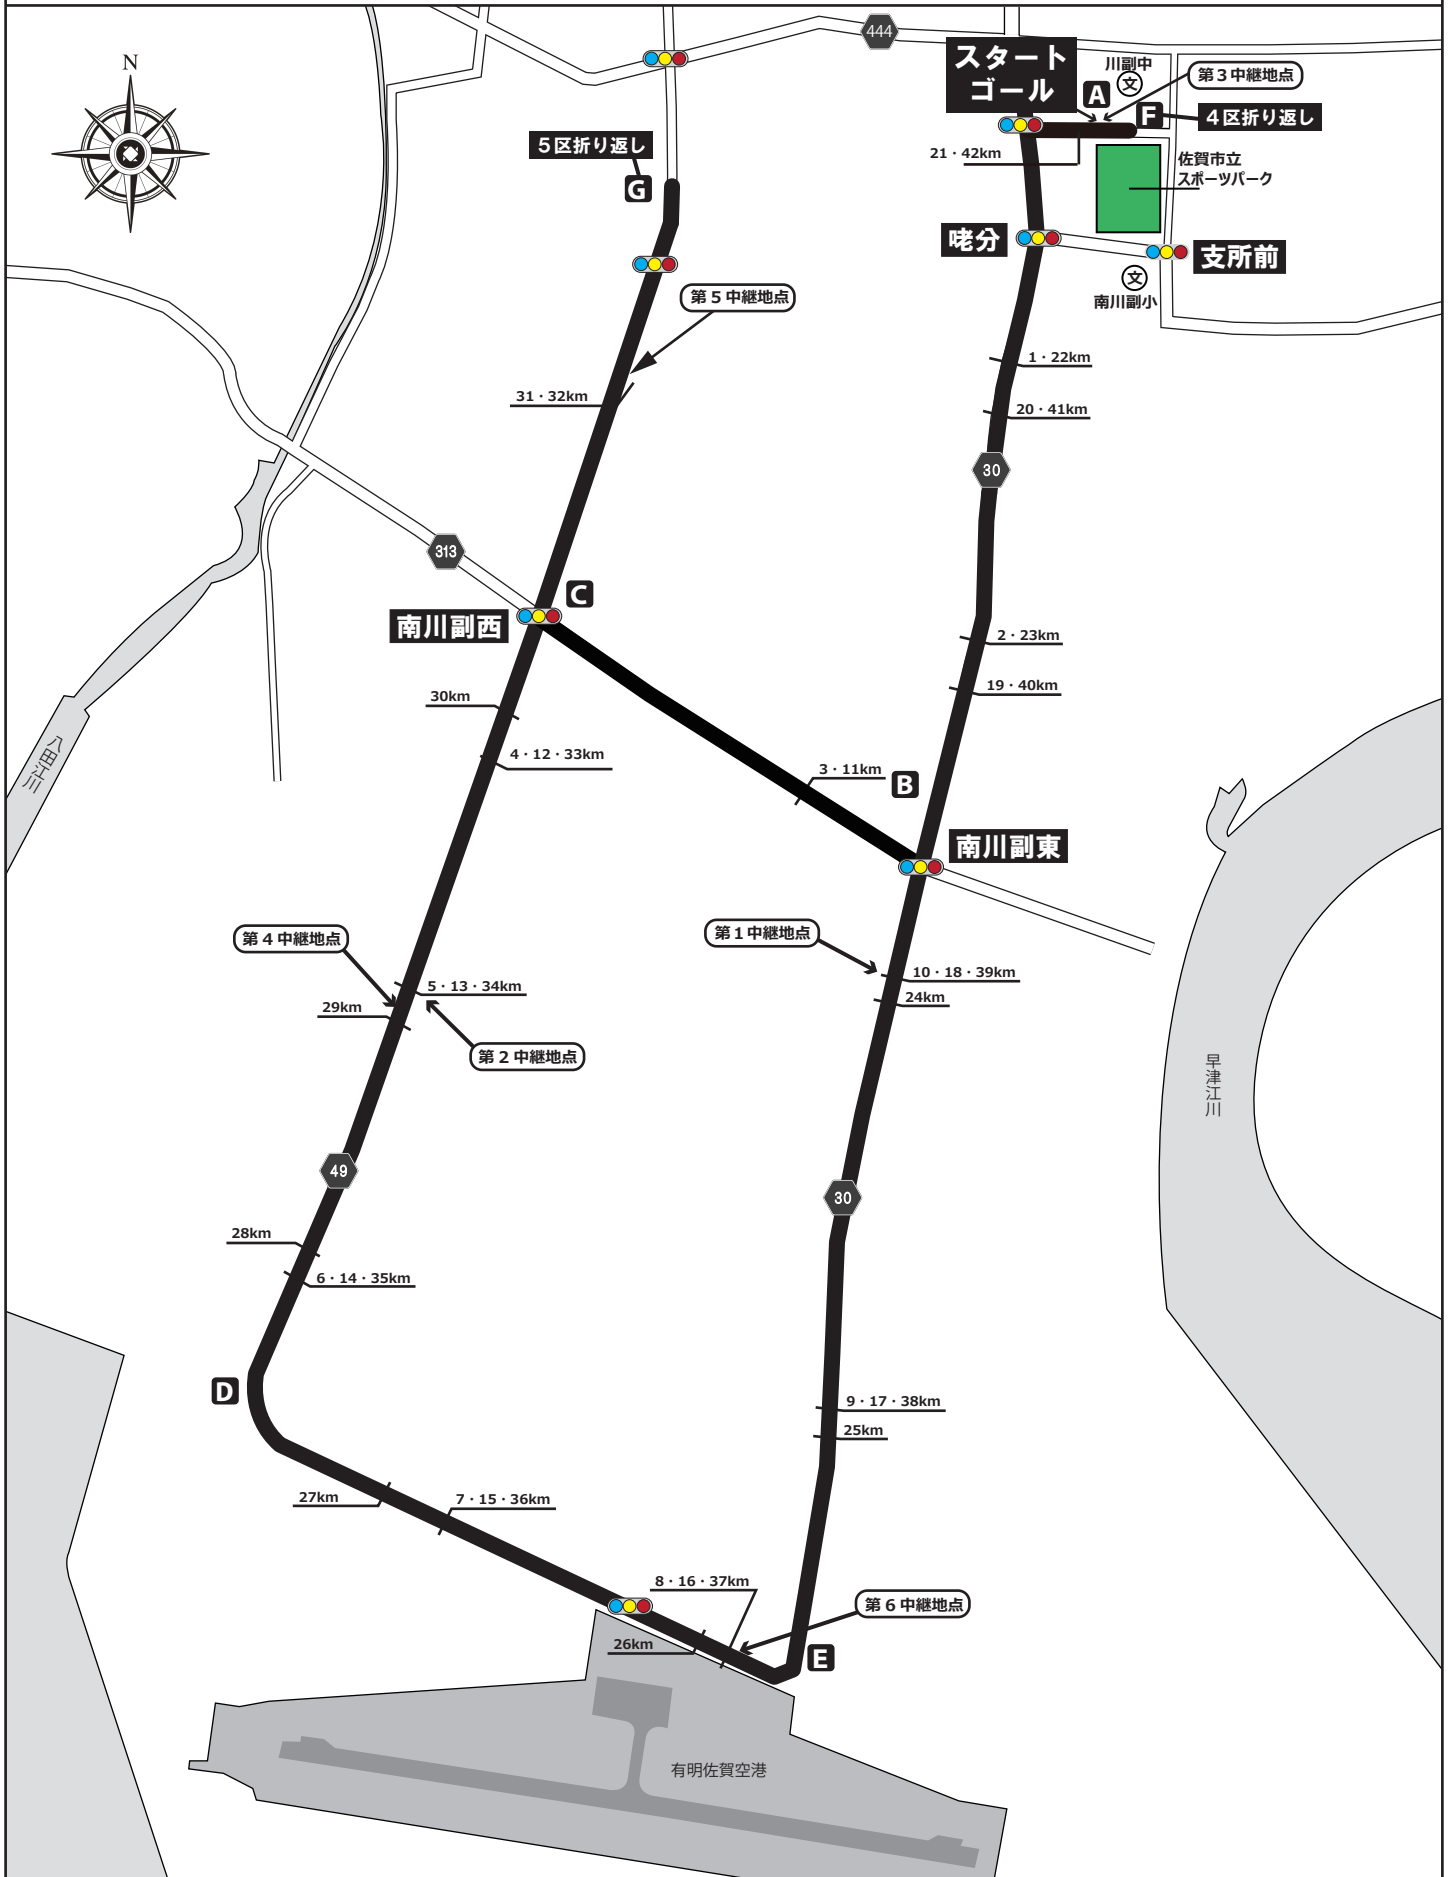 444
N
スタート
ゴール
川副中
文
第3中継地点
A
F
4区折り返し
5区折り返し
21・42km
佐賀市立
スポーツパーク
G
咾分
支所前
文
南川副小
第5中継地点
1・22km
31・32km
20・41km
30
313
C
南川副西
2・23km
19・40km
30km
八田江川
4・12・33km
3・11km
B
南川副東
第4中継地点
第1中継地点
10・18・39km
5・13・34km
24km
29km
第2中継地点
早津江川
49
30
28km
6・14・35km
D
9・17・38km
25km
27km
7・15・36km
8・16・37km
第6中継地点
26km
E
有明佐賀空港